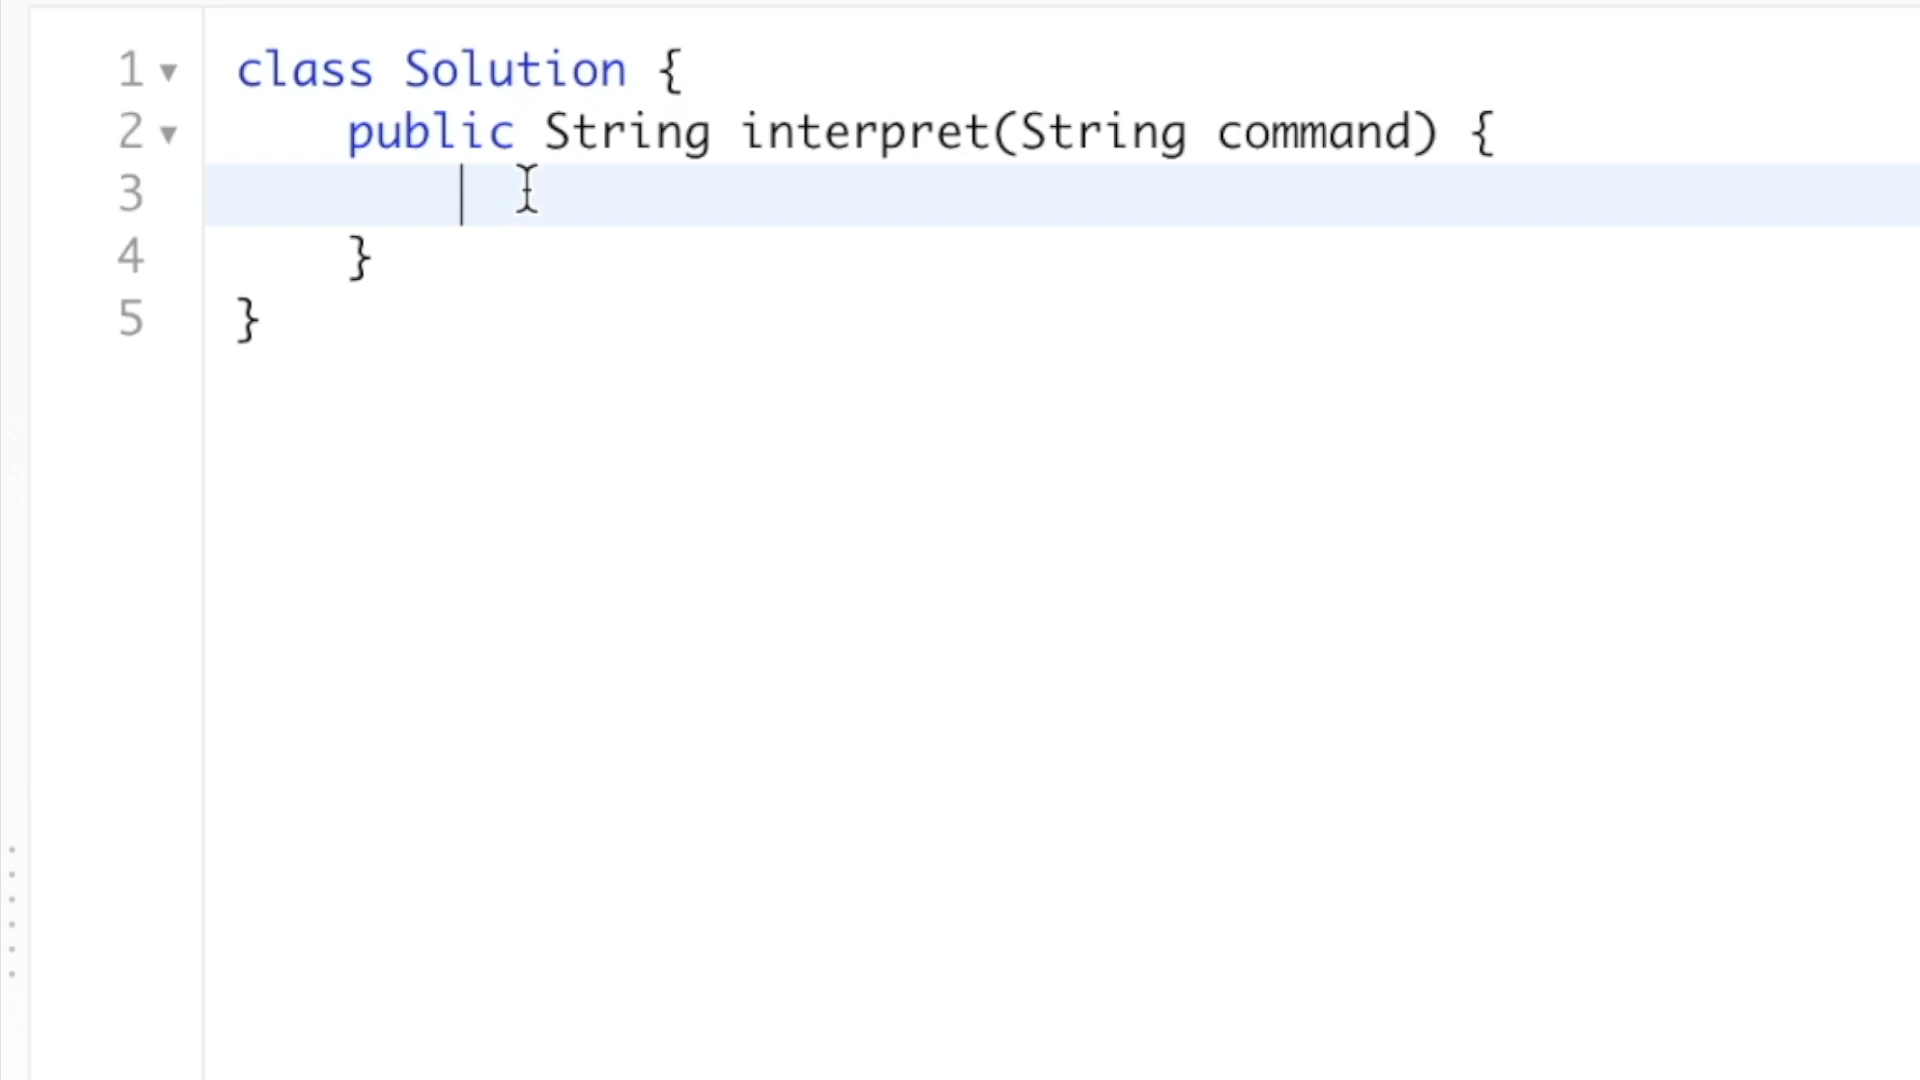 1 class Solution {
2 public String interpret(String command) {
3
4 }
5 }